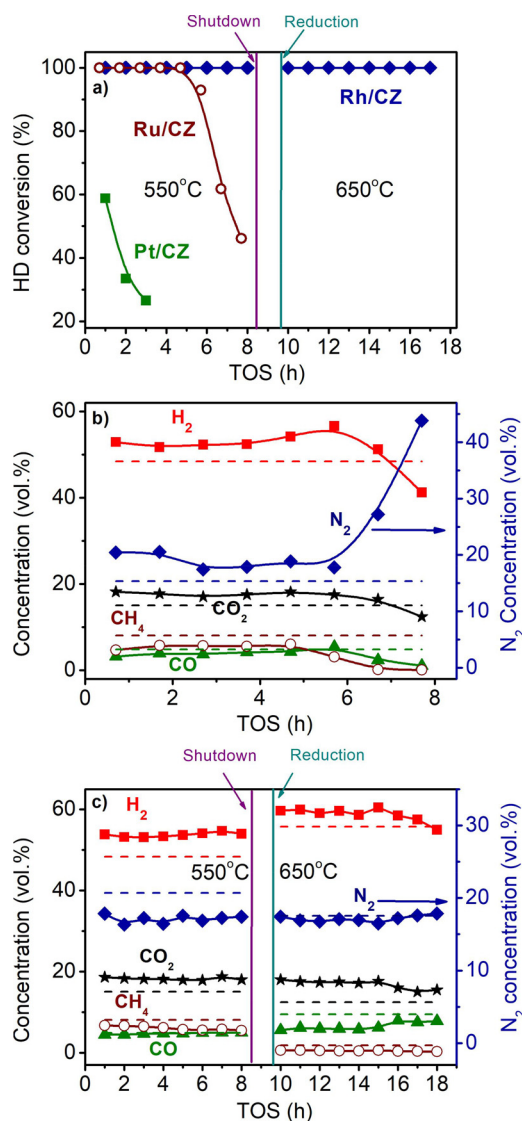 Shutdown
Reduction
a)
100
80
60
40
20
HD conversion (%)
Ru/CZ
Rh/CZ
550°C
650°C
Pt/CZ
0 2 4 6 8 10 12 14 16 18
TOS (h)
b)
60
40
20
0
Concentration (vol.%)
H2
N2
CO2
CH4
CO
40
30
20
10
0
N2 Concentration (vol.%)
0 1 2 3 4 5 6 7 8
TOS (h)
Shutdown
Reduction
c)
60
40
20
0
Concentration (vol.%)
H2
550°C
650°C
N2
CO2
CH4
CO
30
20
10
0
N2 Concentration (vol.%)
0 2 4 6 8 10 12 14 16 18
TOS (h)